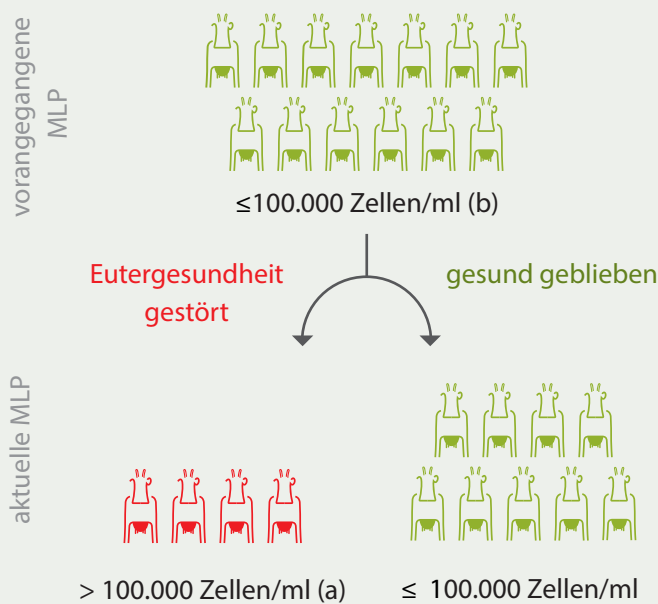 vorangegangene
MLP
≤100.000 Zellen/ml (b)
Eutergesundheit
gestört
gesund geblieben
aktuelle MLP
> 100.000 Zellen/ml (a)
≤ 100.000 Zellen/ml